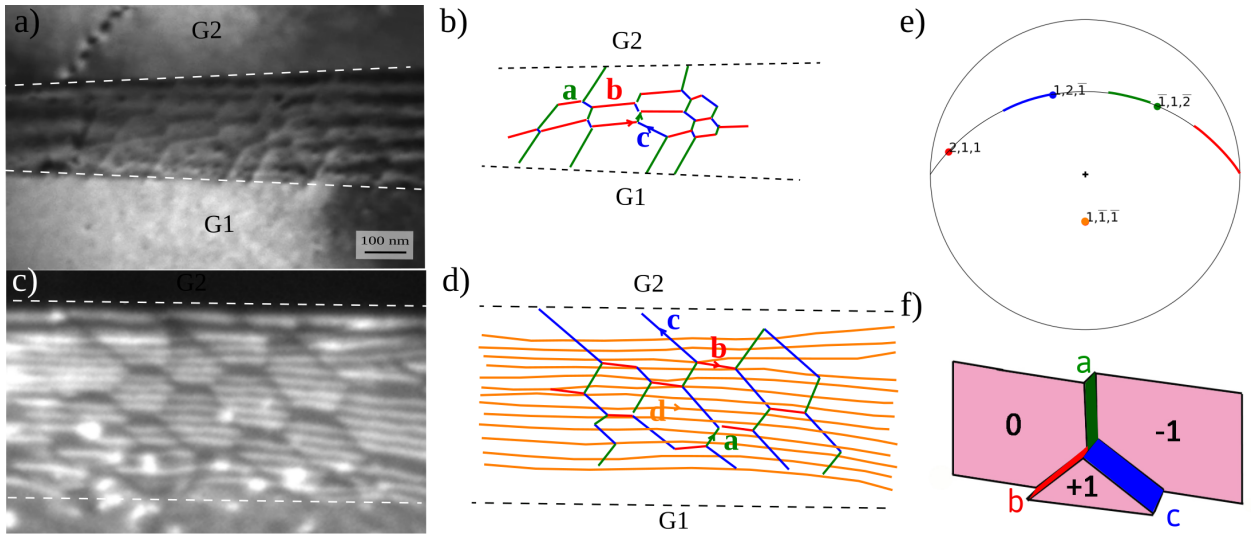 a)
G2
G1
100 nm
b)
G2
a
b
c
G1
c)
G2
d)
G2
c
b
d
a
G1
e)
1,2,1̅
1̅,1,2̅
2,1,1
1,1̅,1̅
f)
a
0
-1
+1
b
c